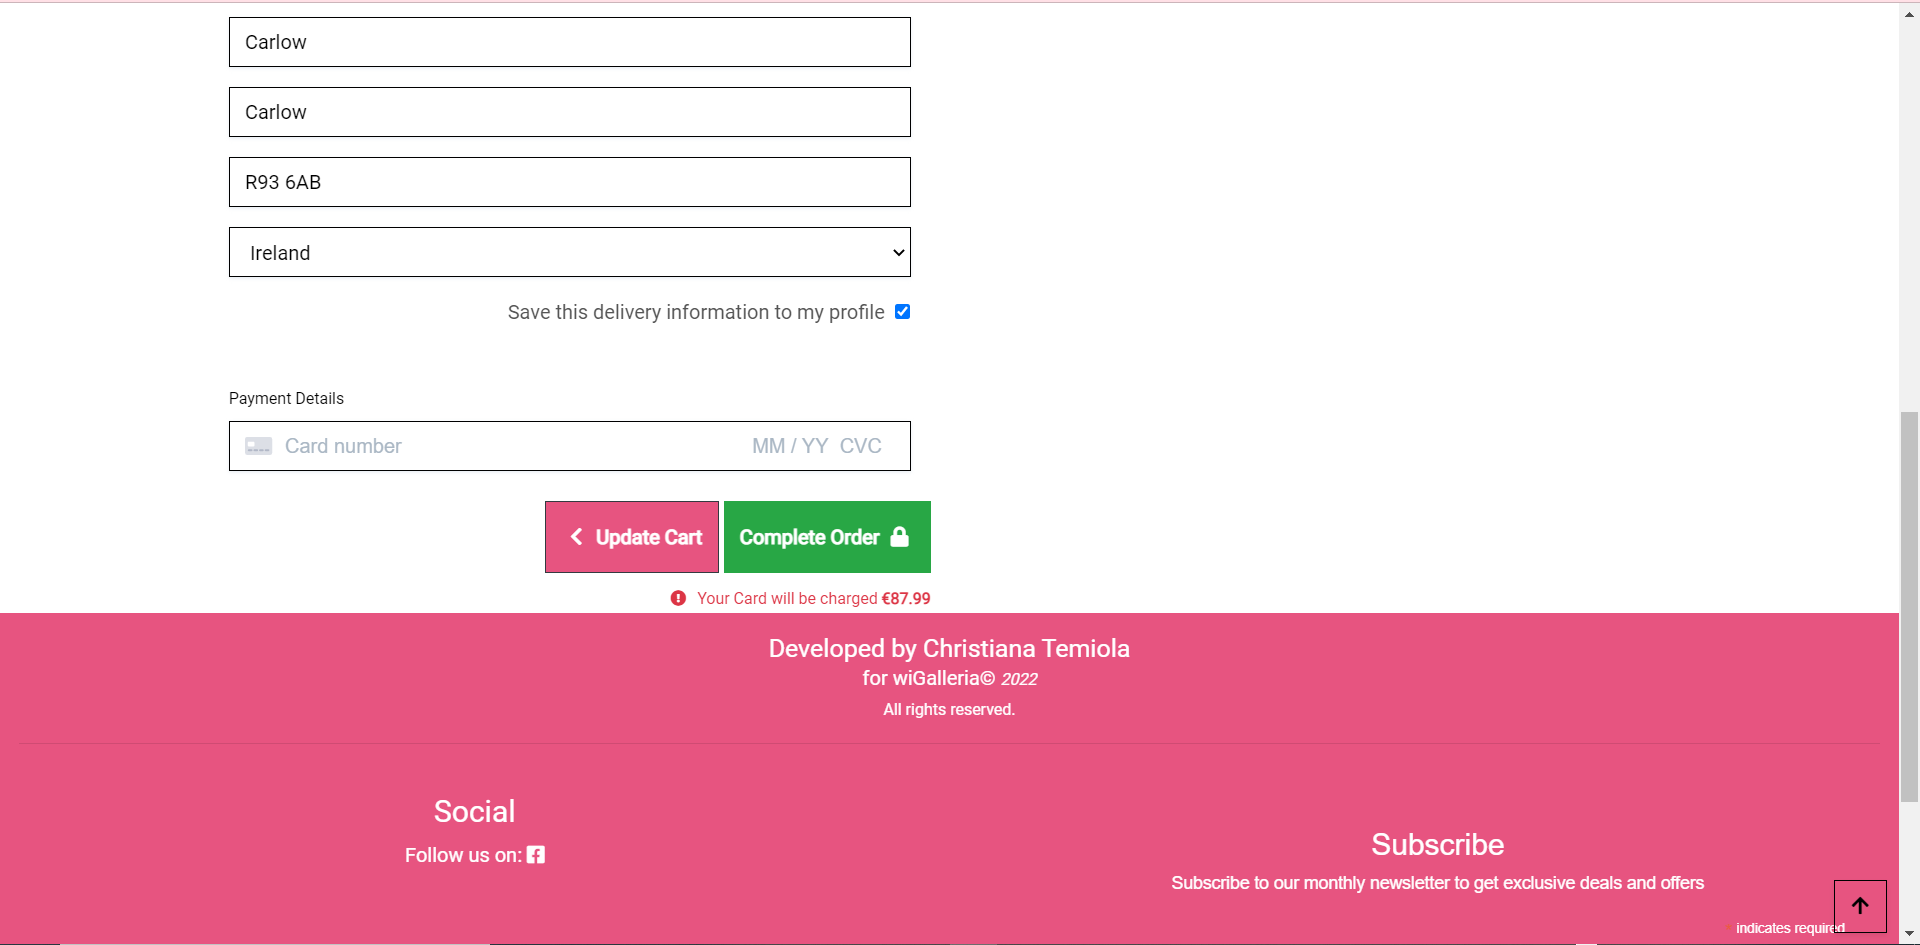 Carlow
Carlow
R93 6AB
Ireland
Save this delivery information to my profile
Payment Details
Card number MM / YY CVC
Update Cart Complete Order
Your Card will be charged €87.99
Developed by Christiana Temiola
for wiGalleria© 2022
All rights reserved.
Social
Follow us on:
Subscribe
Subscribe to our monthly newsletter to get exclusive deals and offers
* indicates required